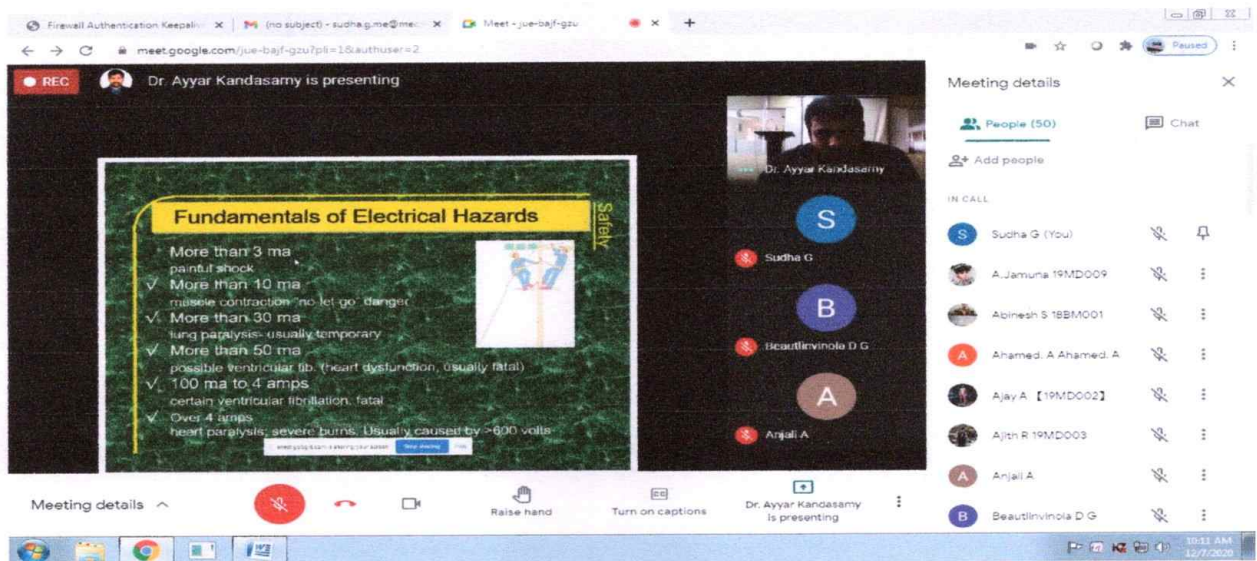 Firewall Authentication Keepaliv
(no subject) - sudha.g.me@mec
Meet - jue-bajf-gzu
meet.google.com/jue-bajf-gzu?pli=1&authuser=2
Paused
REC
Dr. Ayyar Kandasamy is presenting
Fundamentals of Electrical Hazards
Safety
More than 3 ma
painful shock
✓ More than 10 ma
muscle contraction "no-let-go" danger
✓ More than 30 ma
lung paralysis- usually temporary
✓ More than 50 ma
possible ventricular fib. (heart dysfunction, usually fatal)
✓ 100 ma to 4 amps
certain ventricular fibrillation, fatal
✓ Over 4 amps
heart paralysis; severe burns. Usually caused by >600 volts
Stop sharing
Hide
Dr. Ayyar Kandasamy
S
Sudha G
B
Beautlinvinola D G
A
Anjali A
Meeting details
People (50)
Chat
Add people
IN CALL
S Sudha G (You)
A.Jamuna 19MD009
Abinesh S 18BM001
A Ahamed. A Ahamed. A
Ajay A 【19MD002】
Ajith R 19MD003
A Anjali A
B Beautlinvinola D G
Meeting details
Raise hand
Turn on captions
Dr. Ayyar Kandasamy
is presenting
10:11 AM
12/7/2020